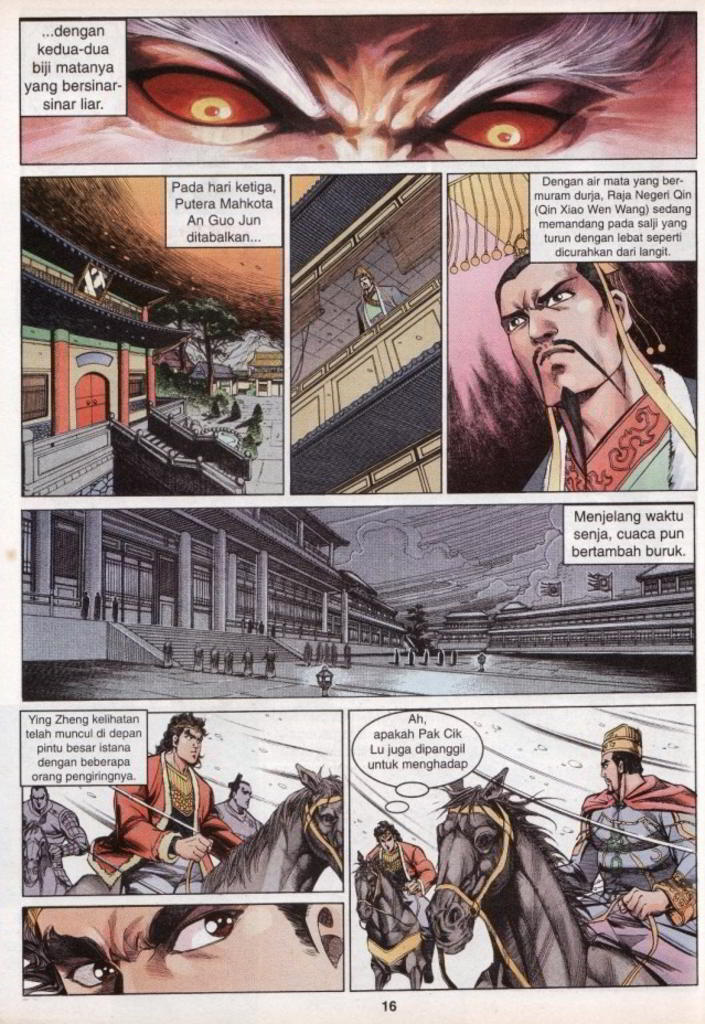 ...dengan
kedua-dua
biji matanya
yang bersinar-
sinar liar.
Pada hari ketiga,
Putera Mahkota
An Guo Jun
ditabalkan...
Dengan air mata yang ber-
muram durja, Raja Negeri Qin
(Qin Xiao Wen Wang) sedang
memandang pada salji yang
turun dengan lebat seperti
dicurahkan dari langit.
Menjelang waktu
senja, cuaca pun
bertambah buruk.
Ying Zheng kelihatan
telah muncul di depan
pintu besar istana
dengan beberapa
orang pengiringnya.
Ah,
apakah Pak Cik
Lu juga dipanggil
untuk menghadap
16